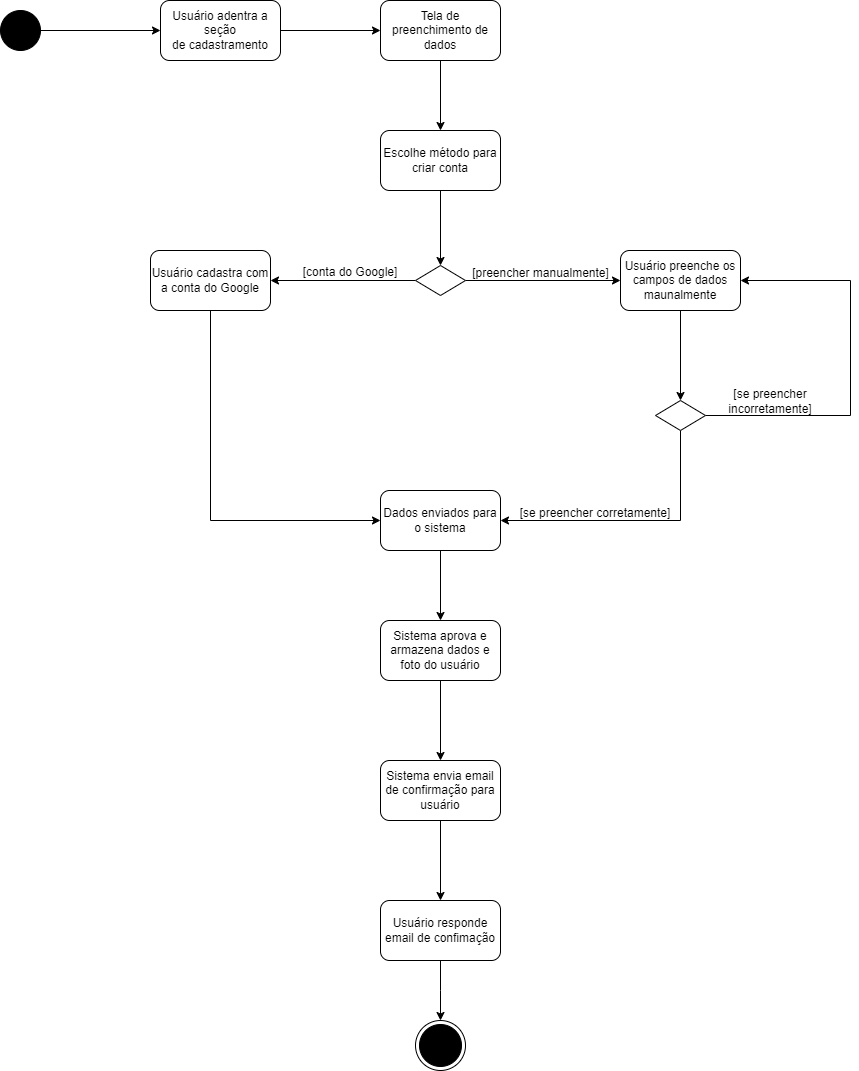 Usuário adentra a
seção
de cadastramento
Tela de
preenchimento de
dados
Escolhe método para
criar conta
Usuário cadastra com
a conta do Google
[conta do Google]
[preencher manualmente]
Usuário preenche os
campos de dados
maunalmente
[se preencher
incorretamente]
Dados enviados para
o sistema
[se preencher corretamente]
Sistema aprova e
armazena dados e
foto do usuário
Sistema envia email
de confirmação para
usuário
Usuário responde
email de confimação